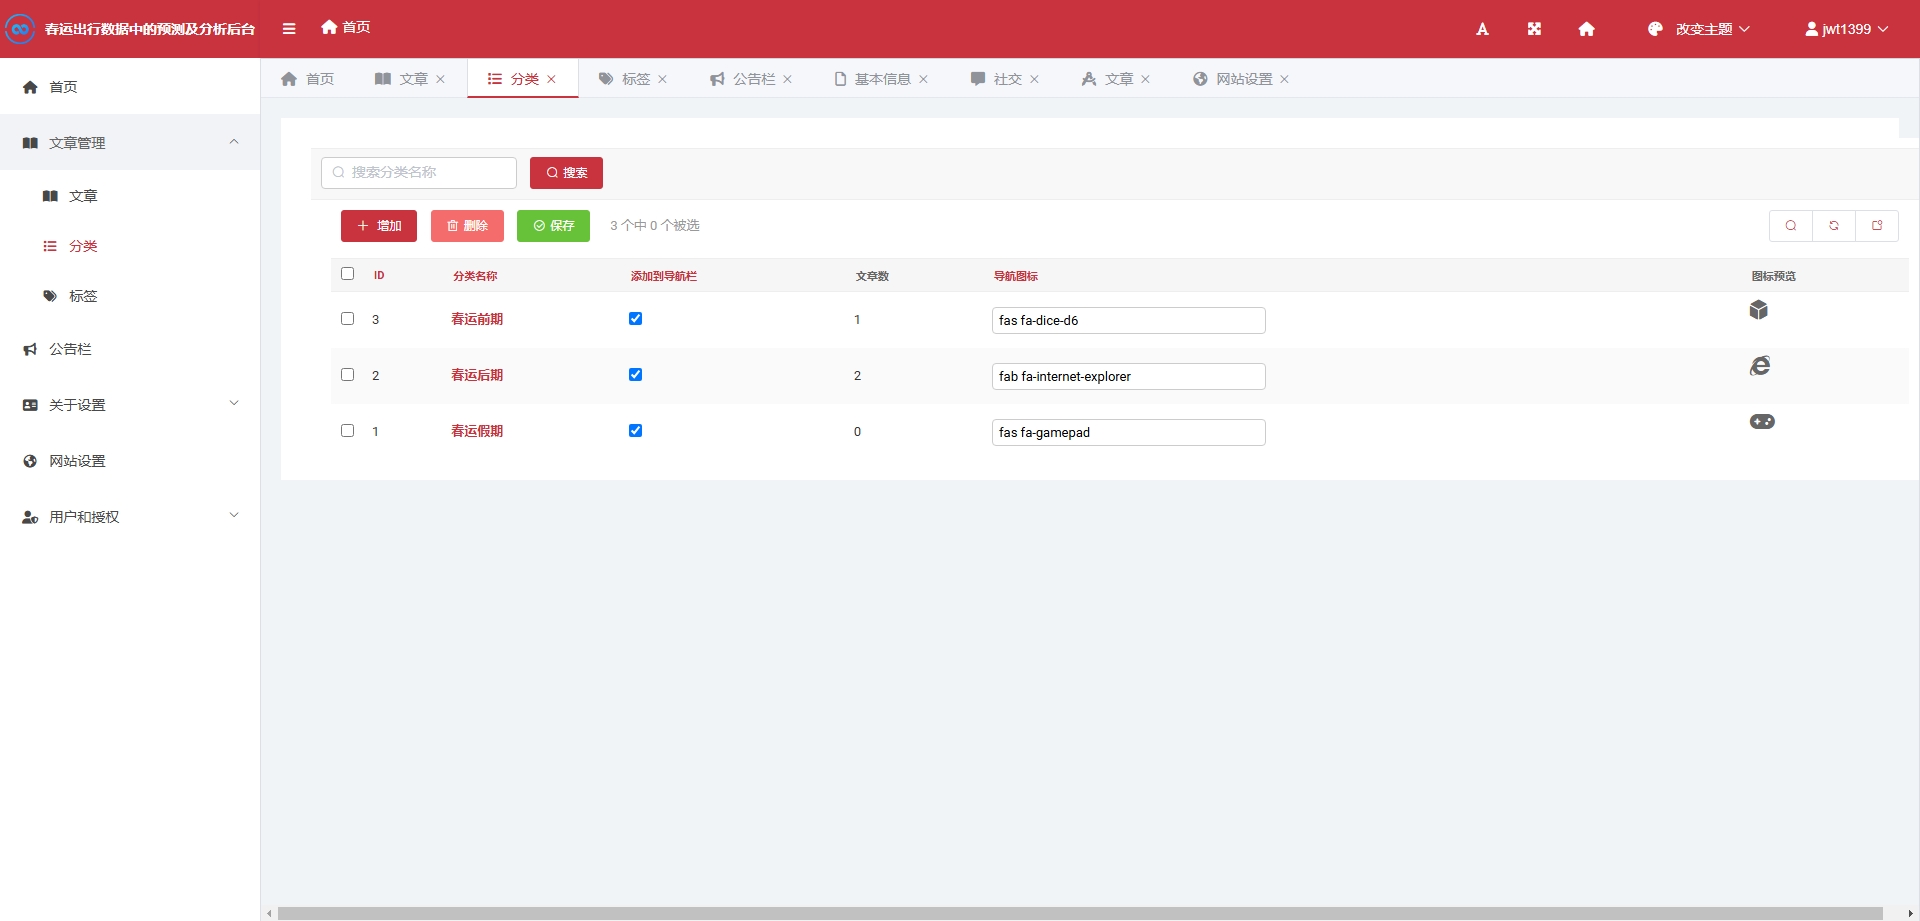 春运出行数据中的预测及分析后台
首页
改变主题
jwt1399
首页
文章管理
文章
分类
标签
公告栏
关于设置
网站设置
用户和授权
首页 文章 分类 标签 公告栏 基本信息 社交 文章 网站设置
搜索分类名称 搜索
增加 删除 保存 3 个中 0 个被选
ID 分类名称 添加到导航栏 文章数 导航图标 图标预览
3 春运前期 1 fas fa-dice-d6
2 春运后期 2 fab fa-internet-explorer
1 春运假期 0 fas fa-gamepad